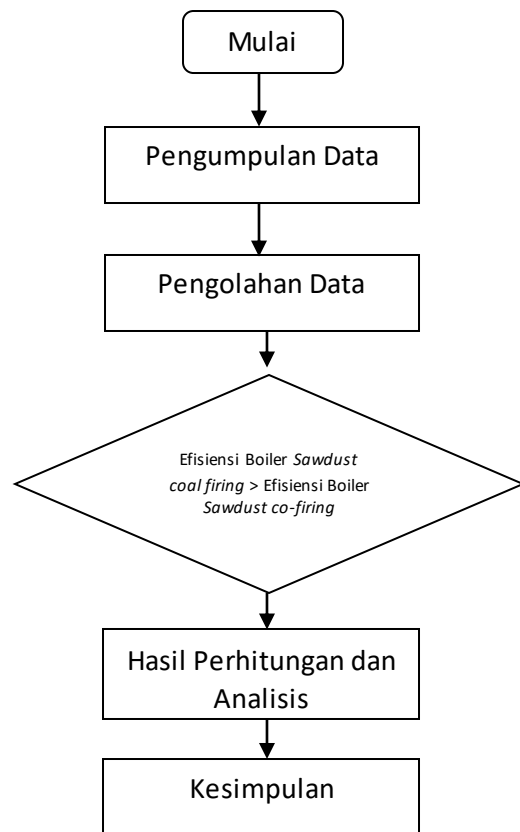 Mulai
Pengumpulan Data
Pengolahan Data
Efisiensi Boiler Sawdust
coal firing > Efisiensi Boiler
Sawdust co-firing
Hasil Perhitungan dan
Analisis
Kesimpulan